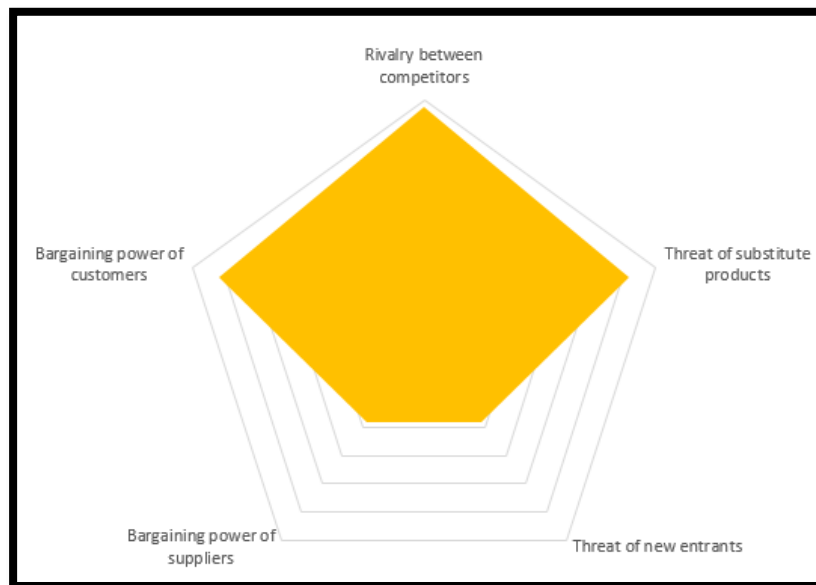 Rivalry between
competitors
Bargaining power of
customers
Threat of substitute
products
Bargaining power of
suppliers
Threat of new entrants